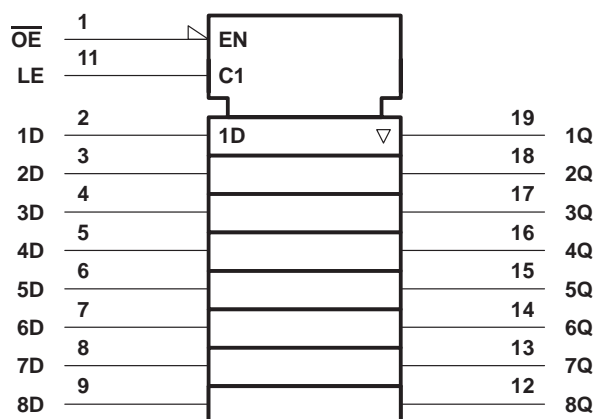 OE 1 EN
LE 11 C1
1D 2 1D ▽ 19 1Q
2D 3 18 2Q
3D 4 17 3Q
4D 5 16 4Q
5D 6 15 5Q
6D 7 14 6Q
7D 8 13 7Q
8D 9 12 8Q